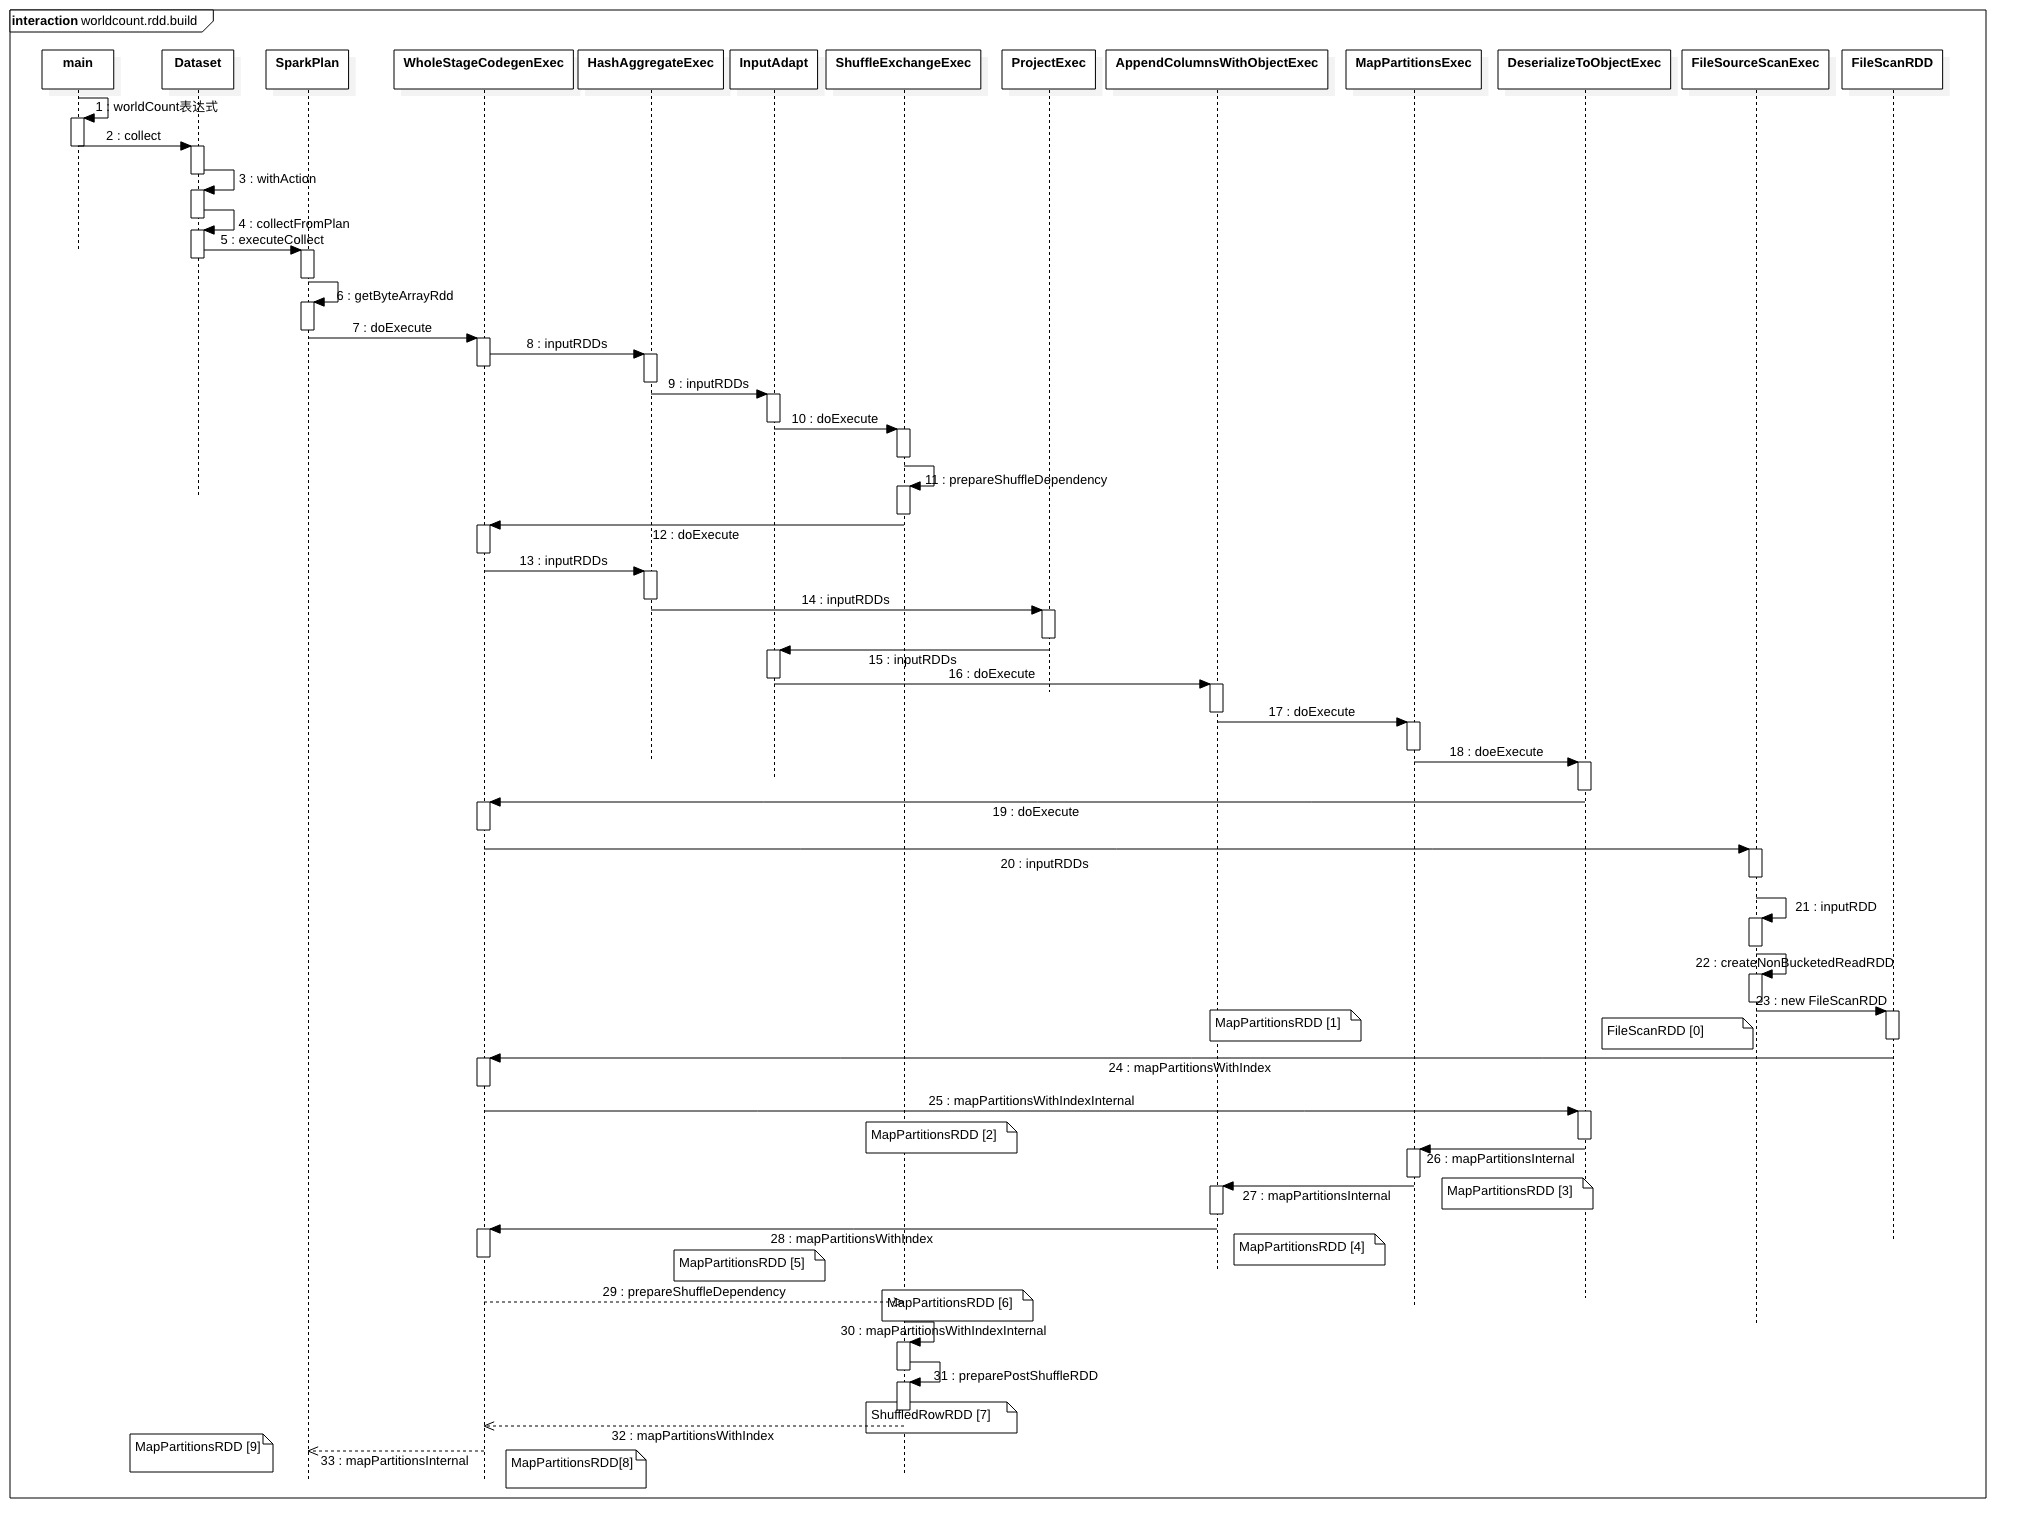 interaction worldcount.rdd.build
main
Dataset
SparkPlan
WholeStageCodegenExec
HashAggregateExec
InputAdapt
ShuffleExchangeExec
ProjectExec
AppendColumnsWithObjectExec
MapPartitionsExec
DeserializeToObjectExec
FileSourceScanExec
FileScanRDD
1 : worldCount表达式
2 : collect
3 : withAction
4 : collectFromPlan
5 : executeCollect
6 : getByteArrayRdd
7 : doExecute
8 : inputRDDs
9 : inputRDDs
10 : doExecute
11 : prepareShuffleDependency
12 : doExecute
13 : inputRDDs
14 : inputRDDs
15 : inputRDDs
16 : doExecute
17 : doExecute
18 : doeExecute
19 : doExecute
20 : inputRDDs
21 : inputRDD
22 : createNonBucketedReadRDD
23 : new FileScanRDD
MapPartitionsRDD [1]
FileScanRDD [0]
24 : mapPartitionsWithIndex
25 : mapPartitionsWithIndexInternal
MapPartitionsRDD [2]
26 : mapPartitionsInternal
27 : mapPartitionsInternal
MapPartitionsRDD [3]
28 : mapPartitionsWithIndex
MapPartitionsRDD [4]
MapPartitionsRDD [5]
29 : prepareShuffleDependency
MapPartitionsRDD [6]
30 : mapPartitionsWithIndexInternal
31 : preparePostShuffleRDD
ShuffledRowRDD [7]
32 : mapPartitionsWithIndex
MapPartitionsRDD [9]
33 : mapPartitionsInternal
MapPartitionsRDD[8]